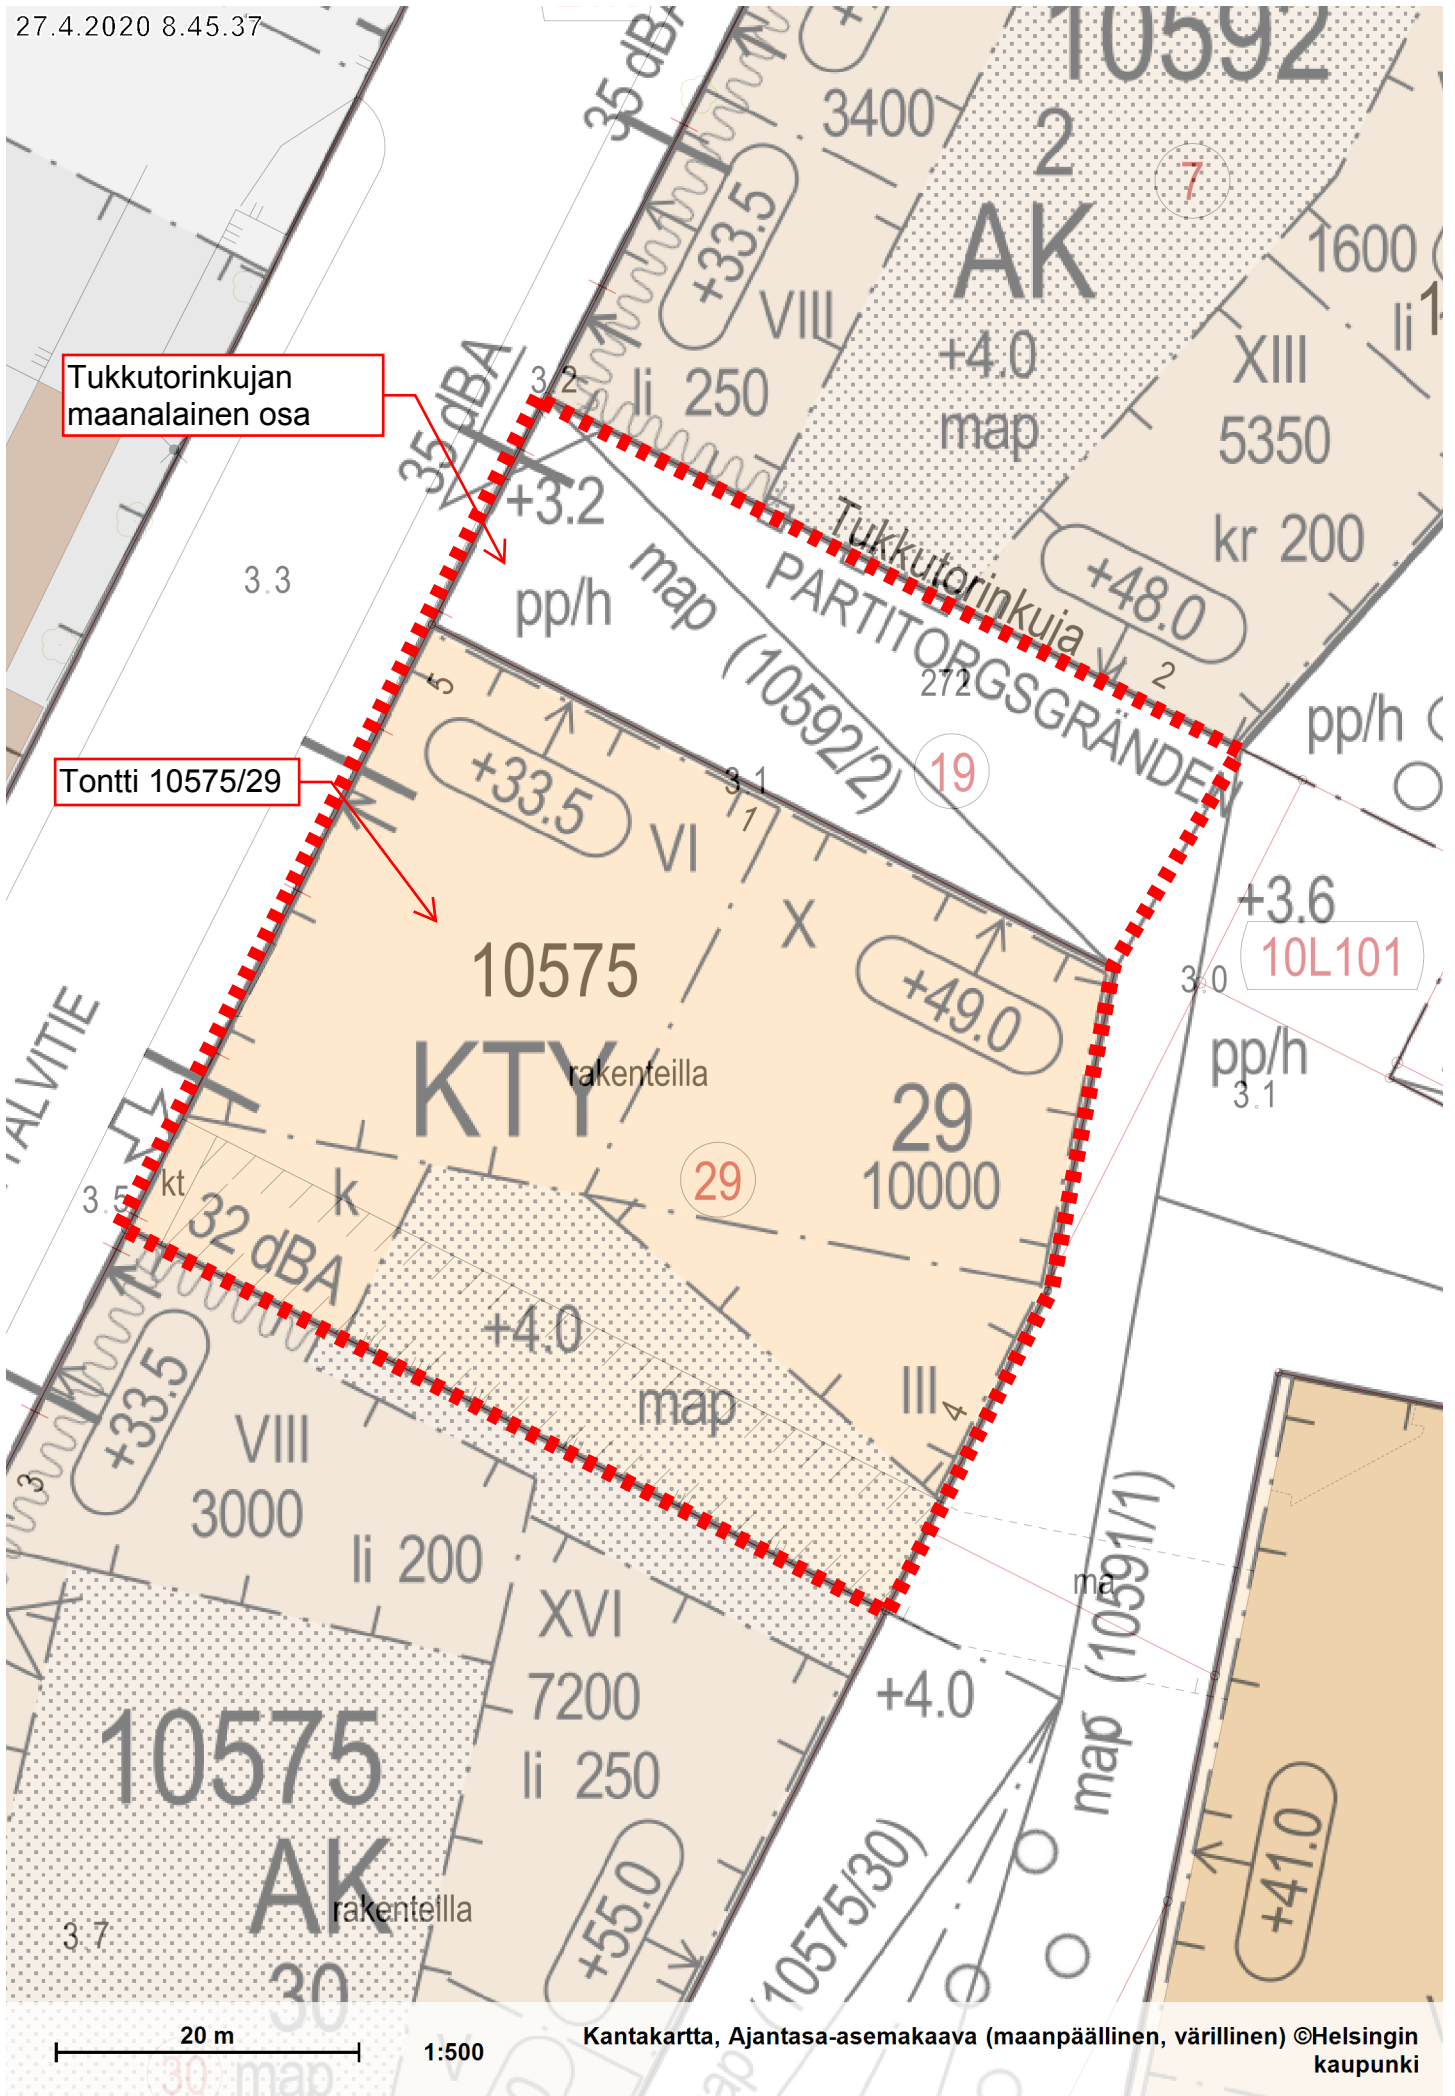 27.4.2020 8.45.37
35 dBA
10592
3400
2
7
+33.5
AK
1600
VIII
+4.0
XIII
li
1
Tukkutorinkujan
maanalainen osa
35 dBA
3.2
li 250
map
5350
+3.2
Tukkutorinkuja
kr 200
3.3
pp/h
map (10592/2)
PARTITORGSGRÄNDEN
+48.0
272
2
pp/h
5
Tontti 10575/29
+33.5
3.1
1
19
VI
X
+3.6
10575
+49.0
3.0
10L101
ALVITIE
KTY
rakenteilla
29
pp/h
3.1
10000
29
kt
k
3.5
32 dBA
+4.0
map
III
4
+33.5
VIII
3000
3
li 200
XVI
ma
map (10591/1)
7200
+4.0
10575
li 250
AK
rakenteilla
+55.0
(10575/30)
+41.0
3.7
30
20 m
1:500
Kantakartta, Ajantasa-asemakaava (maanpäällinen, värillinen) ©Helsingin
kaupunki
30
map
V